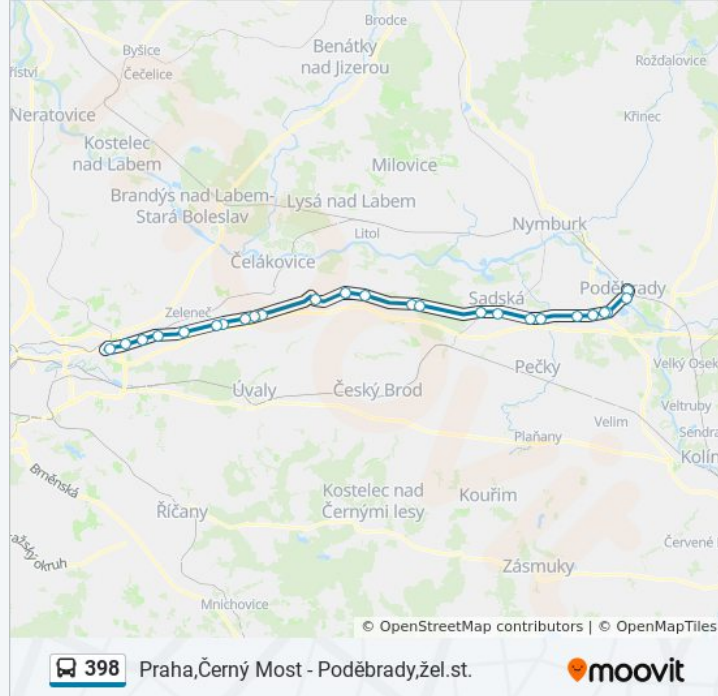 Brodce
Byšice
Benátky
nad Jizerou
Rožďalovice
Čečelice
Neratovice
Křinec
Kostelec
nad Labem
Milovice
Brandýs nad Labem-
Stará Boleslav
Lysá nad Labem
Nymburk
Litol
Čelákovice
Poděbrady
Sadská
Zeleneč
Pečky
Velký Osek
Úvaly
Český Brod
Veltruby
Velim
Plaňany
Kolín
Brněnská
Kostelec nad
Černými lesy
Kouřim
Říčany
Červené
Zásmuky
Mnichovice
© OpenStreetMap contributors | © OpenMapTiles
398 Praha,Černý Most - Poděbrady,žel.st.
moovit